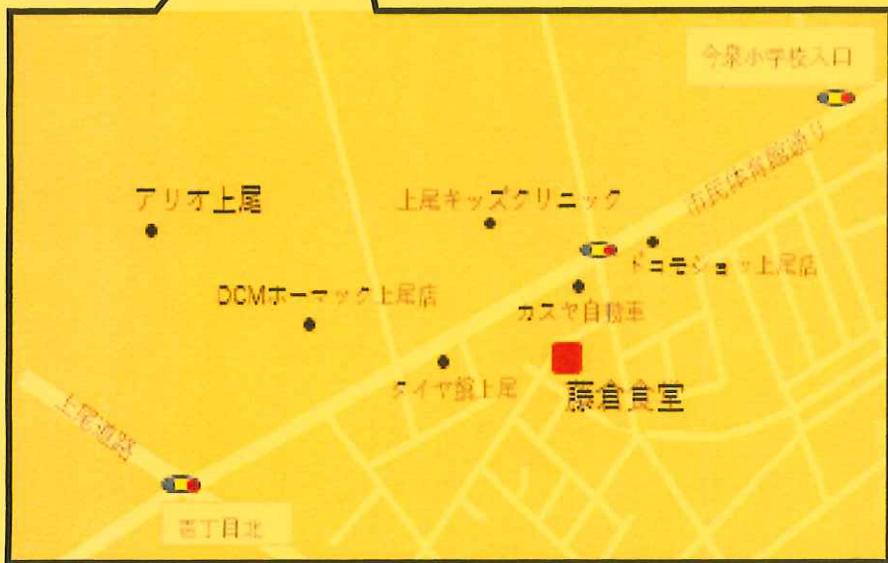 今泉小学校入口
市民体育館通り
アリオ上尾
上尾キッズクリニック
ドコモショッ上尾店
DCMホーマック上尾店
カスヤ自動車
タイヤ盤上尾
藤倉食堂
上尾道路
壱丁目北